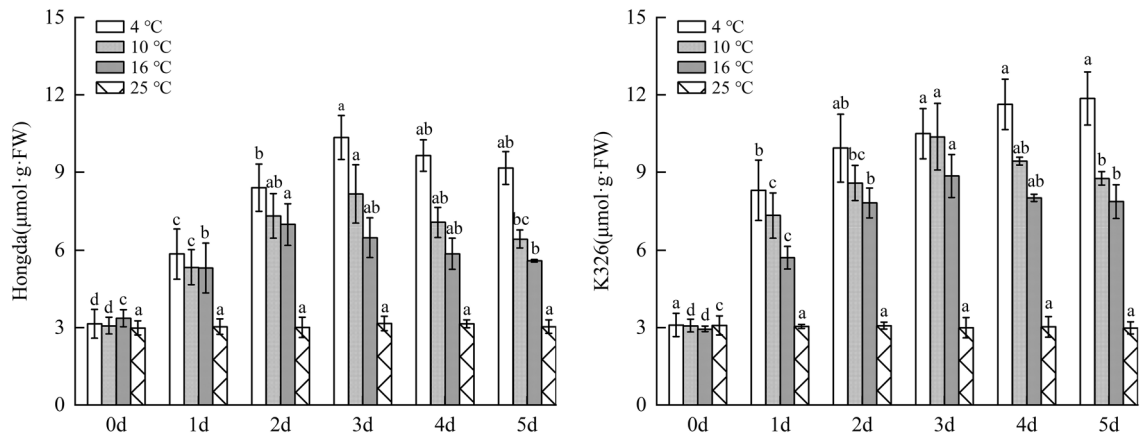 Hongda(μmol·g·FW)
15
12
9
6
3
0
4 ℃
10 ℃
16 ℃
25 ℃
d d c a
c c b a
b ab a a
a a ab a
ab ab ab a
ab bc b a
0d 1d 2d 3d 4d 5d
K326(μmol·g·FW)
15
12
9
6
3
0
4 ℃
10 ℃
16 ℃
25 ℃
a d d c
b b c a
ab bc b a
a a a a
a ab ab a
a b b a
0d 1d 2d 3d 4d 5d